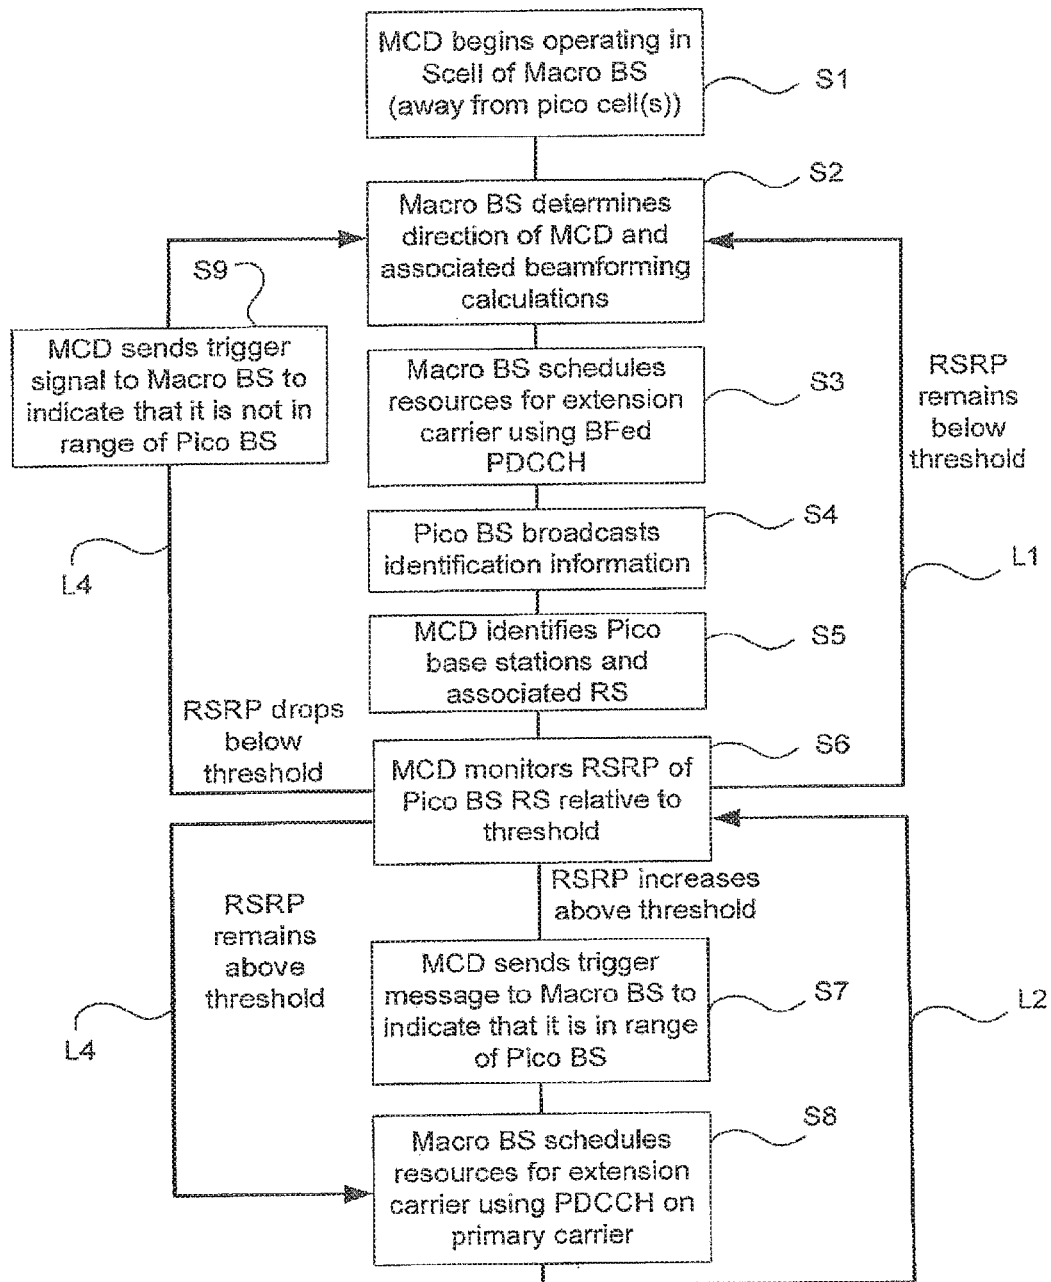 MCD begins operating in
Scell of Macro BS
(away from pico cell(s))
S1
S2
Macro BS determines
direction of MCD and
associated beamforming
calculations
S9
MCD sends trigger
signal to Macro BS to
indicate that it is not in
range of Pico BS
Macro BS schedules
resources for extension
carrier using BFed
PDCCH
S3
RSRP
remains
below
threshold
S4
Pico BS broadcasts
identification information
L4
L1
MCD identifies Pico
base stations and
associated RS
S5
RSRP drops
below
threshold
S6
MCD monitors RSRP of
Pico BS RS relative to
threshold
RSRP increases
above threshold
RSRP
remains
above
threshold
MCD sends trigger
message to Macro BS to
indicate that it is in range
of Pico BS
S7
L2
L4
S8
Macro BS schedules
resources for extension
carrier using PDCCH on
primary carrier